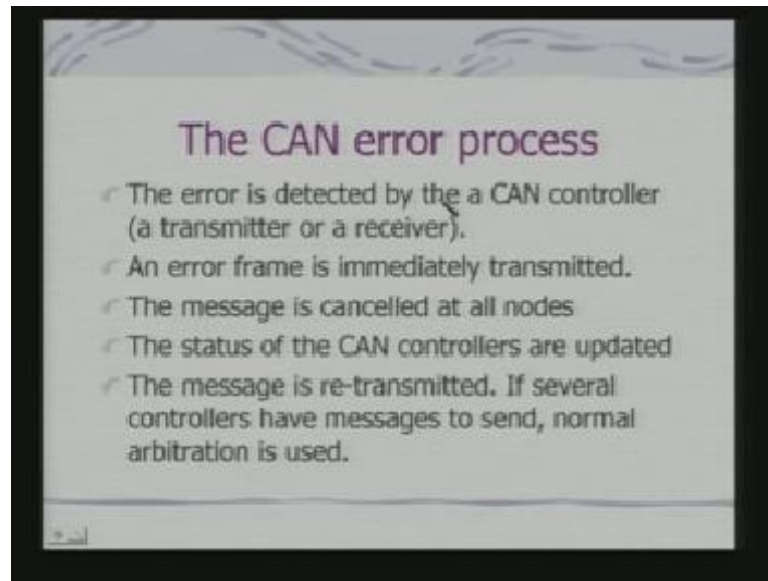 The CAN error process
The error is detected by the a CAN controller
(a transmitter or a receiver).
An error frame is immediately transmitted.
The message is cancelled at all nodes
The status of the CAN controllers are updated
The message is re-transmitted. If several
controllers have messages to send, normal
arbitration is used.